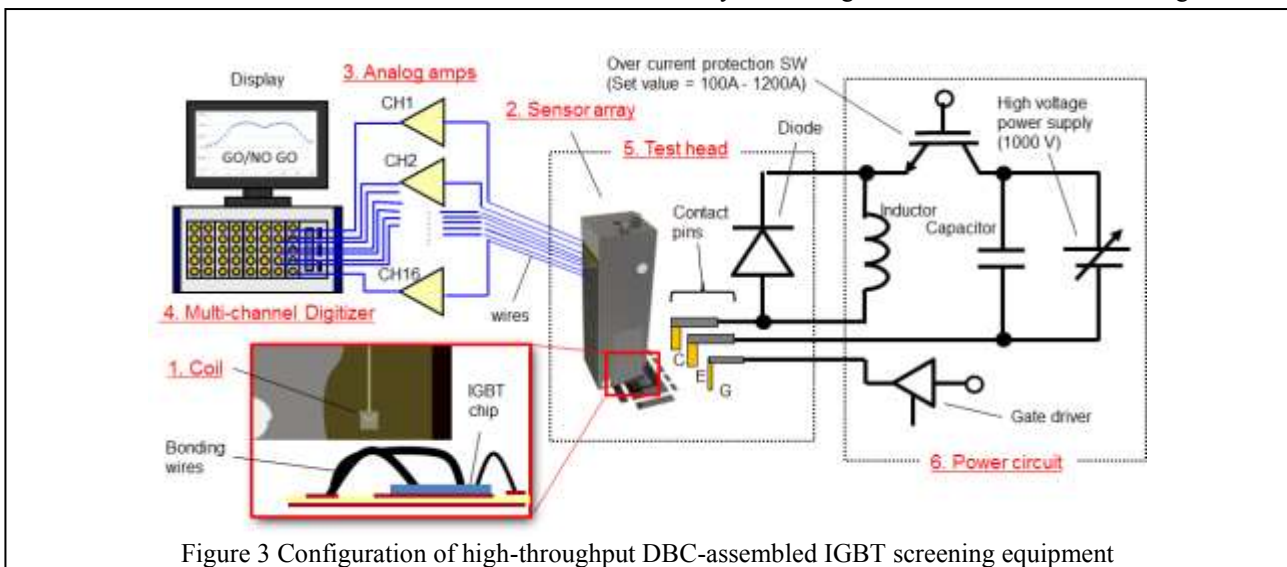 Display
3. Analog amps
CH1
CH2
CH16
GO/NO GO
4. Multi-channel Digitizer
wires
2. Sensor array
5. Test head
Diode
Contact
pins
C
E
G
Over current protection SW
(Set value = 100A - 1200A)
High voltage
power supply
(1000 V)
Inductor
Capacitor
Gate driver
6. Power circuit
1. Coil
IGBT
chip
Bonding
wires
Figure 3 Configuration of high-throughput DBC-assembled IGBT screening equipment